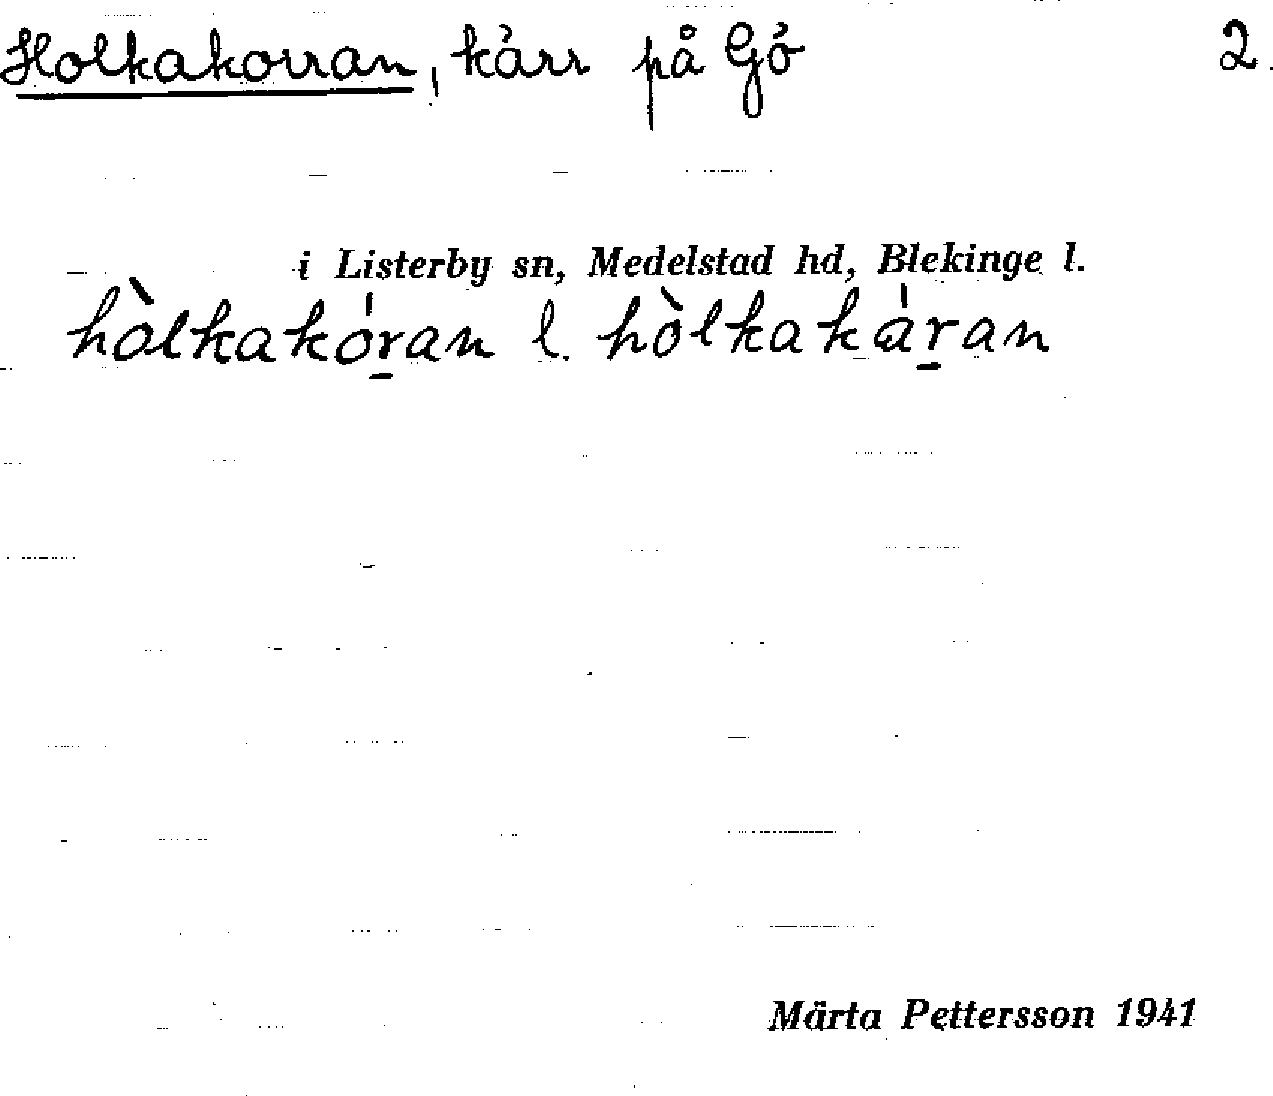 Holkakorran, kärr på Gö 2.
i Listerby sn, Medelstad hd, Blekinge l.
hòlkakóran l. hòlkakàran
Märta Pettersson 1941